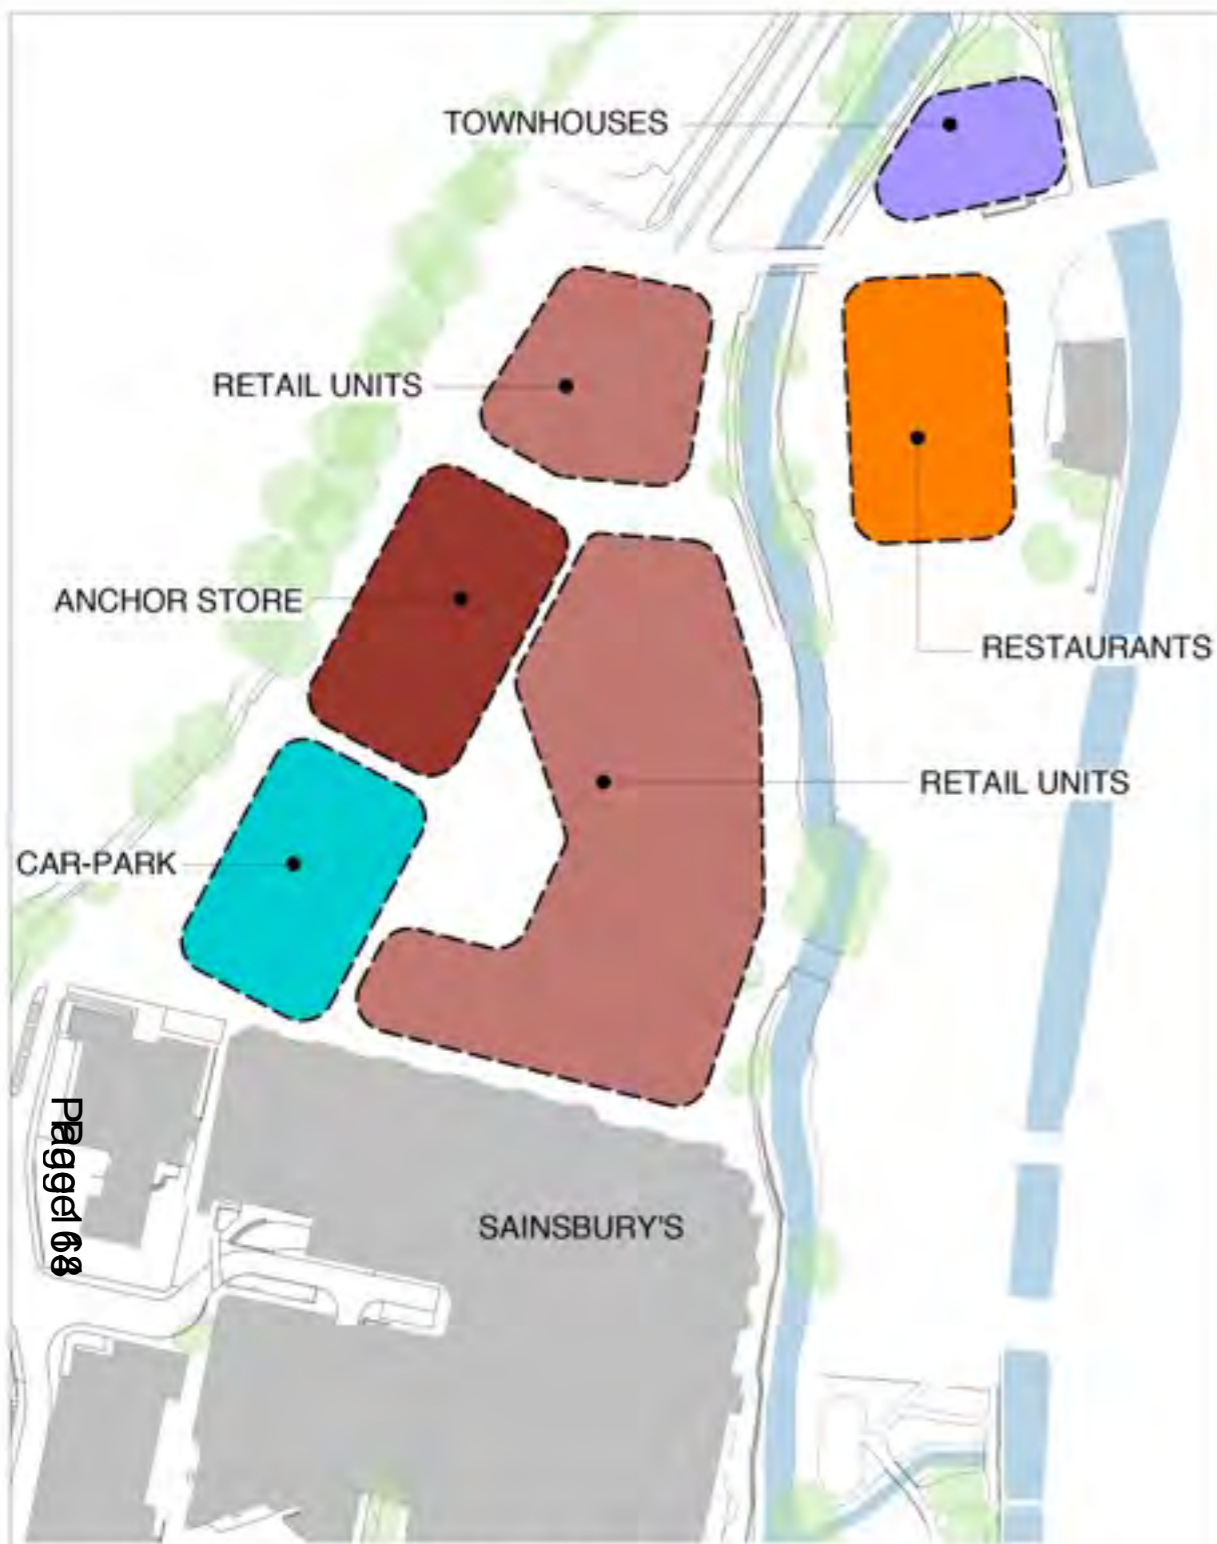 TOWNHOUSES
RETAIL UNITS
ANCHOR STORE
RESTAURANTS
RETAIL UNITS
CAR-PARK
SAINSBURY'S